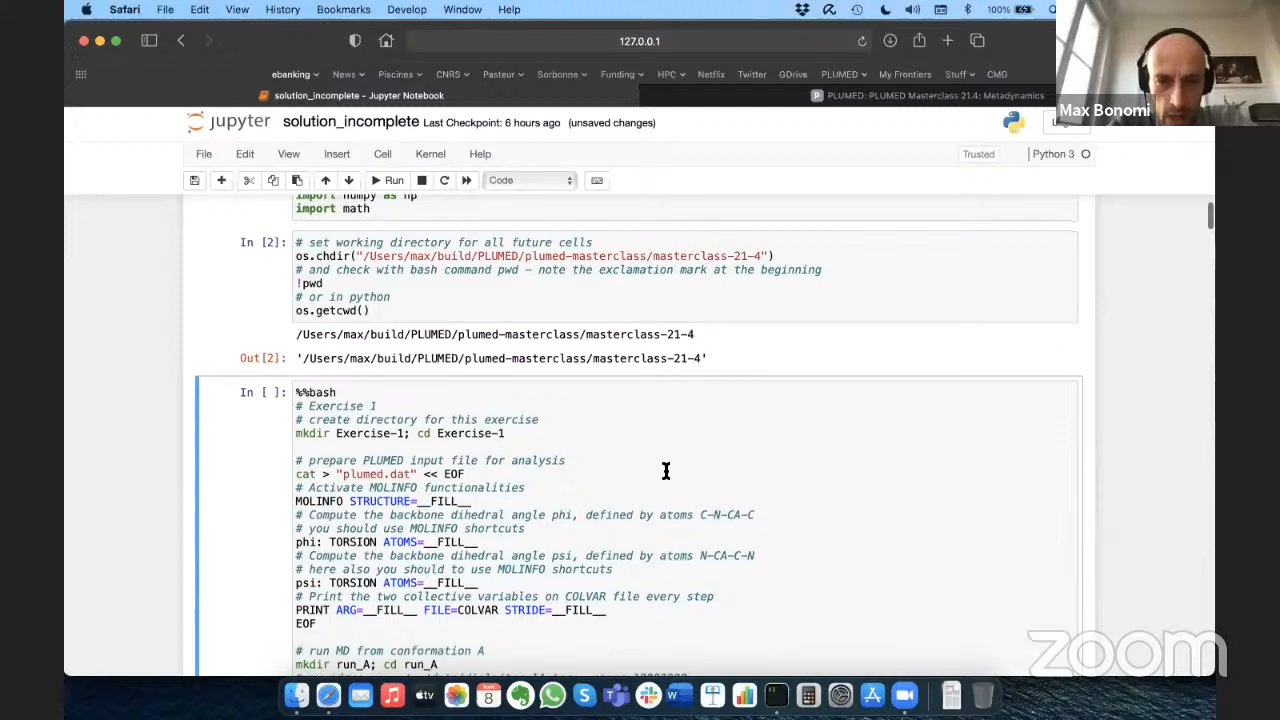 Safari File Edit View History Bookmarks Develop Window Help 100%
127.0.0.1
ebanking News Piscines CNRS Pasteur Sorbonne Funding HPC Netflix Twitter GDrive PLUMED My Frontiers Stuff CMG
solution_incomplete - Jupyter Notebook
PLUMED: PLUMED Masterclass 21.4: Metadynamics
Max Bonomi
jupyter solution_incomplete Last Checkpoint: 6 hours ago (unsaved changes)
File Edit View Insert Cell Kernel Help Trusted Python 3
Run Code
import numpy as np
import math
In [2]: # set working directory for all future cells
os.chdir("/Users/max/build/PLUMED/plumed-masterclass/masterclass-21-4")
# and check with bash command pwd – note the exclamation mark at the beginning
!pwd
# or in python
os.getcwd()
/Users/max/build/PLUMED/plumed-masterclass/masterclass-21-4
Out[2]: '/Users/max/build/PLUMED/plumed-masterclass/masterclass-21-4'
In [ ]: %%bash
# Exercise 1
# create directory for this exercise
mkdir Exercise-1; cd Exercise-1
# prepare PLUMED input file for analysis
cat > "plumed.dat" << EOF
# Activate MOLINFO functionalities
MOLINFO STRUCTURE=__FILL__
# Compute the backbone dihedral angle phi, defined by atoms C-N-CA-C
# you should use MOLINFO shortcuts
phi: TORSION ATOMS=__FILL__
# Compute the backbone dihedral angle psi, defined by atoms N-CA-C-N
# here also you should to use MOLINFO shortcuts
psi: TORSION ATOMS=__FILL__
# Print the two collective variables on COLVAR file every step
PRINT ARG=__FILL__ FILE=COLVAR STRIDE=__FILL__
EOF
# run MD from conformation A
mkdir run_A; cd run_A
zoom
MAR
8
tv